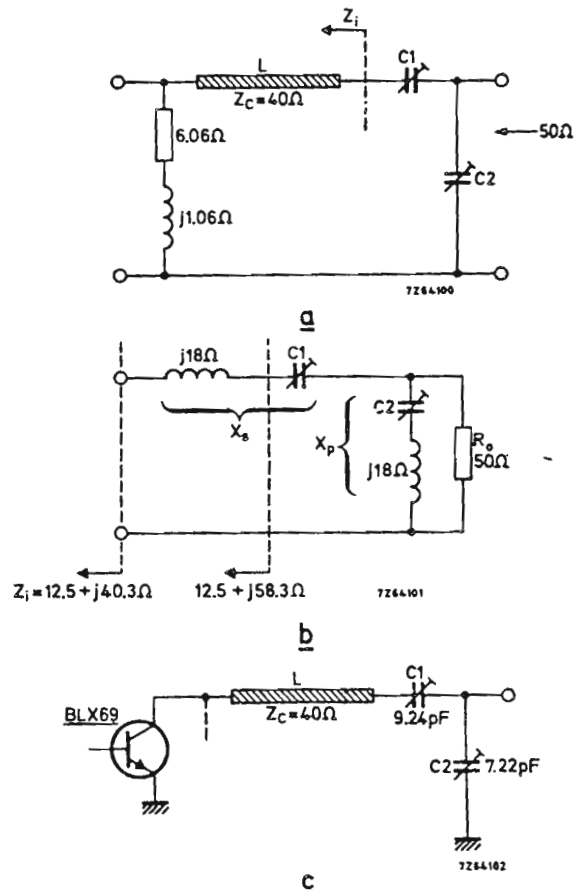 Zi
L
C1
ZC=40Ω
6.06Ω
50Ω
C2
j1.06Ω
7Z64100
a
j18Ω
C1
Xs
C2
Xp
Ro
50Ω
j18Ω
Zi=12.5+j40.3Ω
12.5+j58.3Ω
7Z64101
b
BLX69
L
C1
ZC=40Ω
9.24pF
C2
7.22pF
7Z64102
c